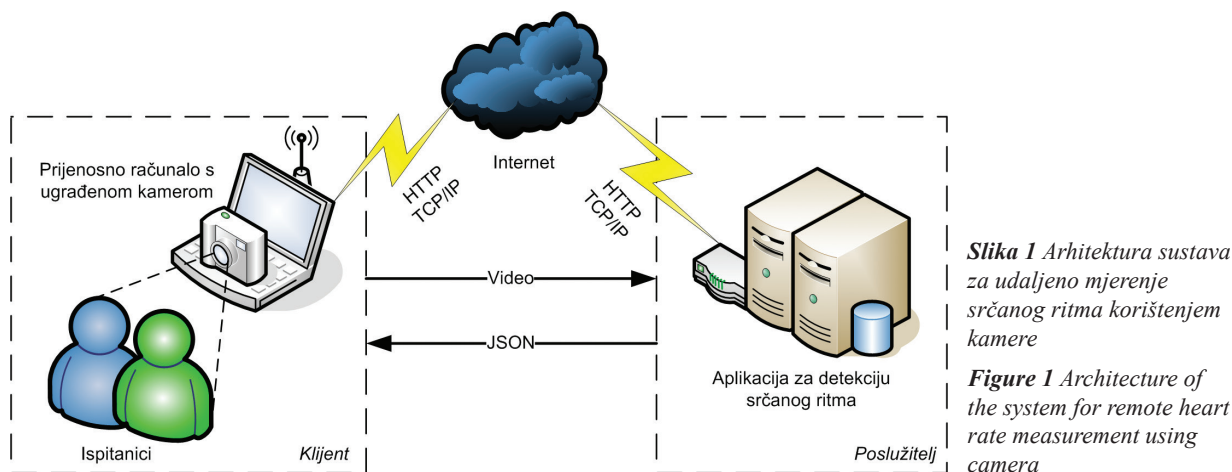 Prijenosno računalo s
ugrađenom kamerom
HTTP
TCP/IP
Internet
HTTP
TCP/IP
Video
JSON
Ispitanici
Klijent
Aplikacija za detekciju
srčanog ritma
Poslužitelj
Slika 1 Arhitektura sustava
za udaljeno mjerenje
srčanog ritma korištenjem
kamere
Figure 1 Architecture of
the system for remote heart
rate measurement using
camera